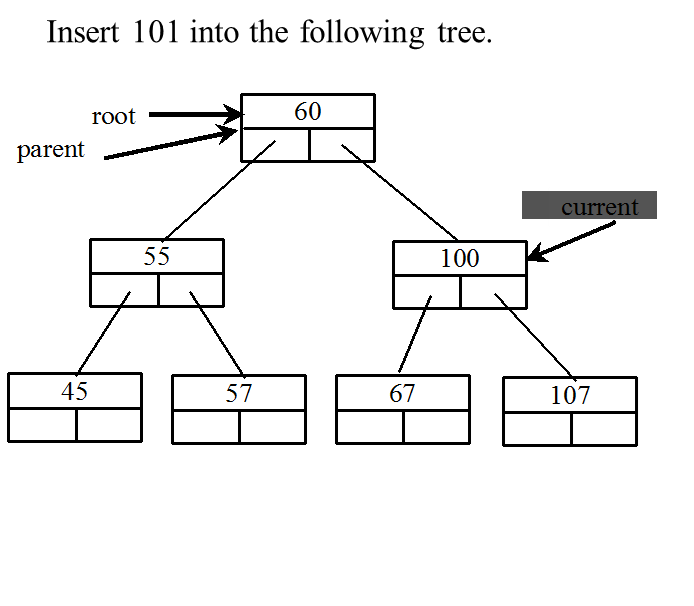 Insert 101 into the following tree.
root
60
parent
current
55
100
45
57
67
107